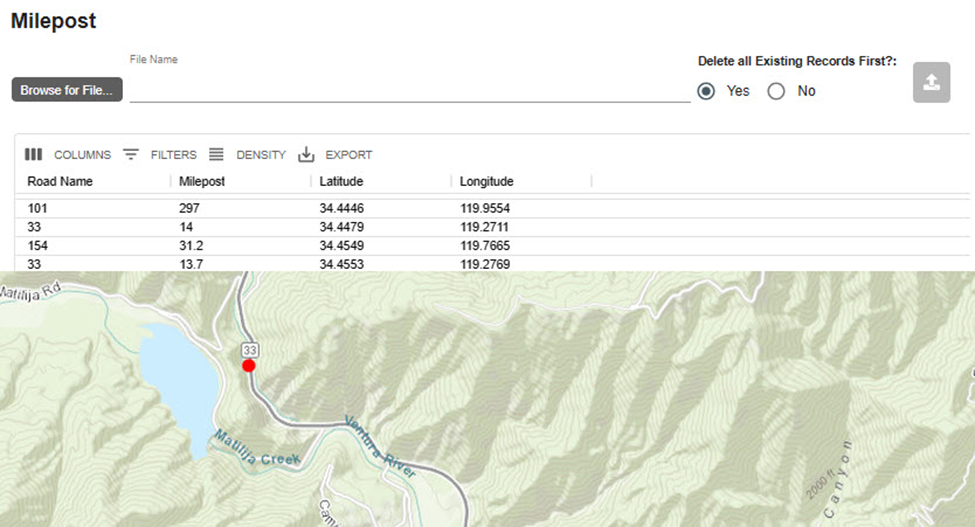 Milepost
File Name
Delete all Existing Records First?:
Browse for File...
Yes No
COLUMNS FILTERS DENSITY EXPORT
Road Name Milepost Latitude Longitude
101 297 34.4446 119.9554
33 14 34.4479 119.2711
154 31.2 34.4549 119.7665
33 13.7 34.4553 119.2769
Matilija Rd
33
Matilija Creek
Ventura River
2000 ft
Canyon